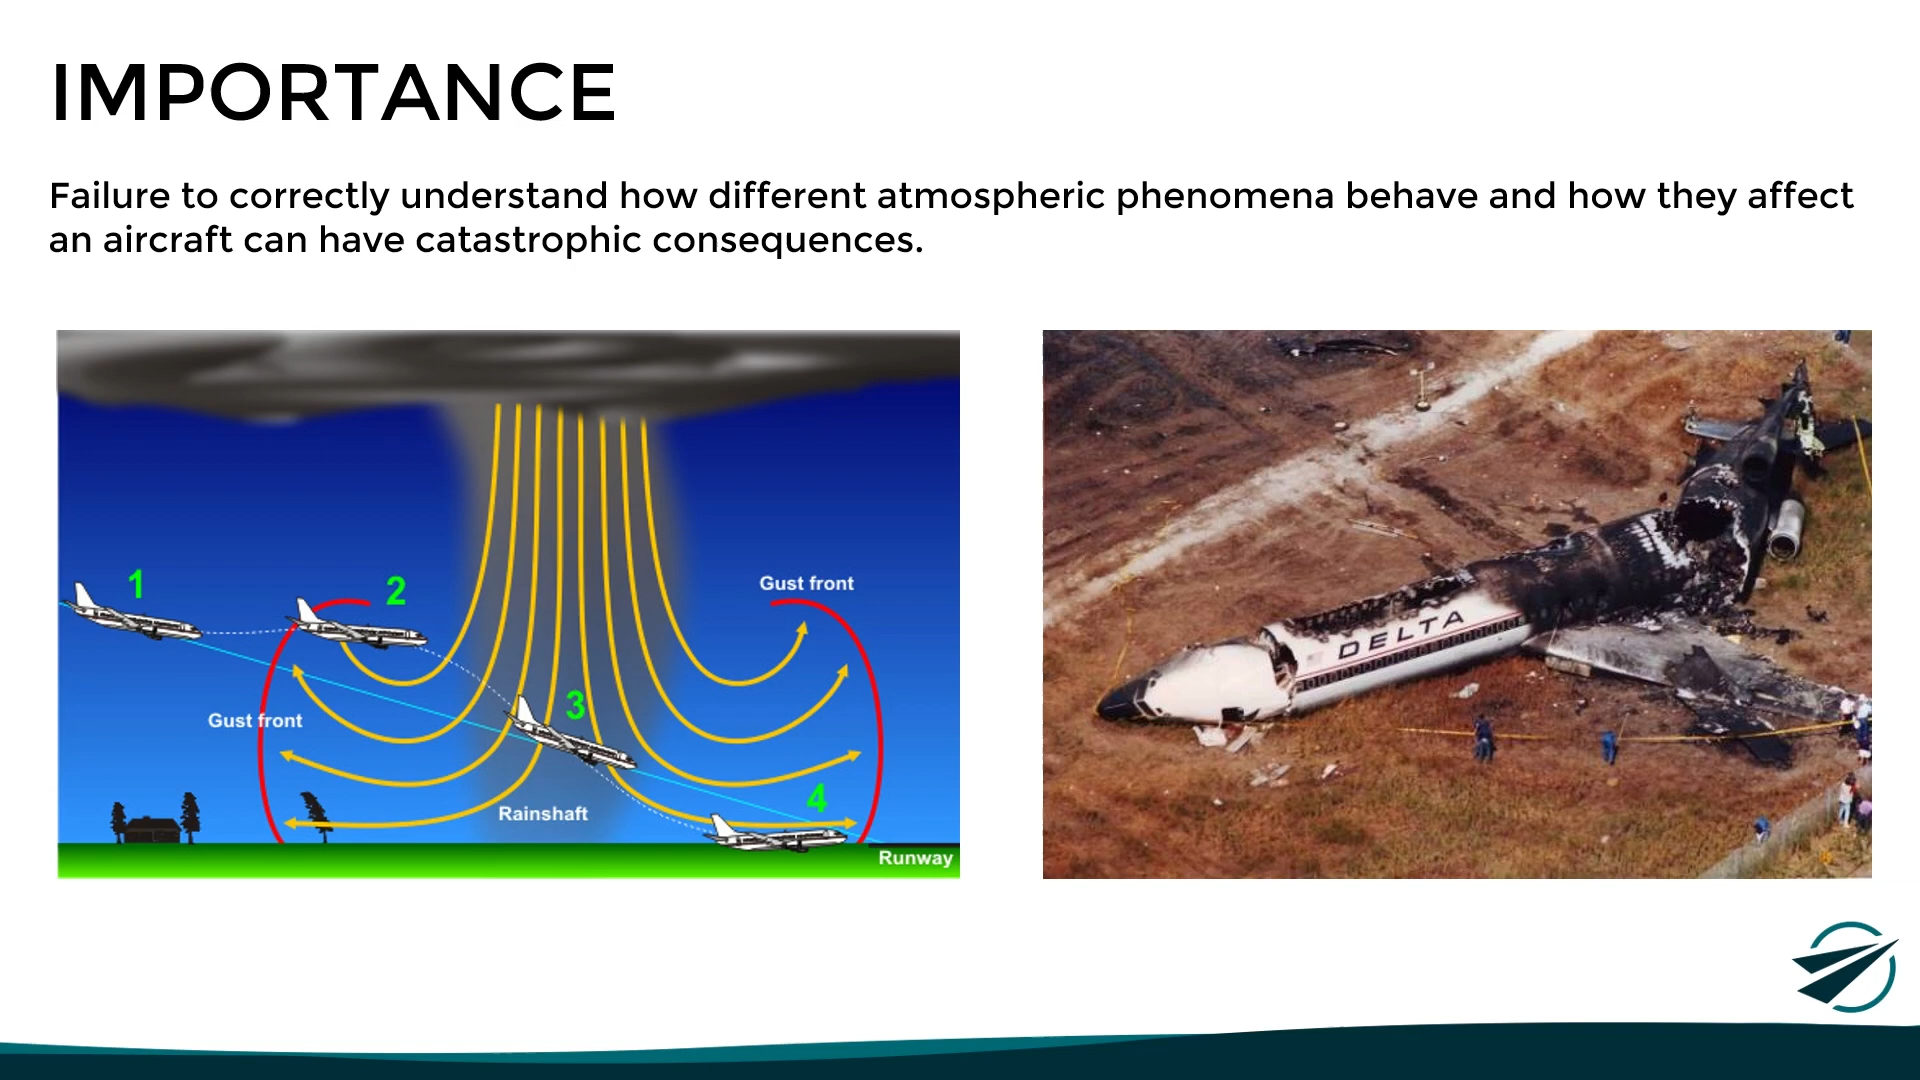 IMPORTANCE
Failure to correctly understand how different atmospheric phenomena behave and how they affect
an aircraft can have catastrophic consequences.
1
2
Gust front
3
Gust front
4
Rainshaft
Runway
DELTA